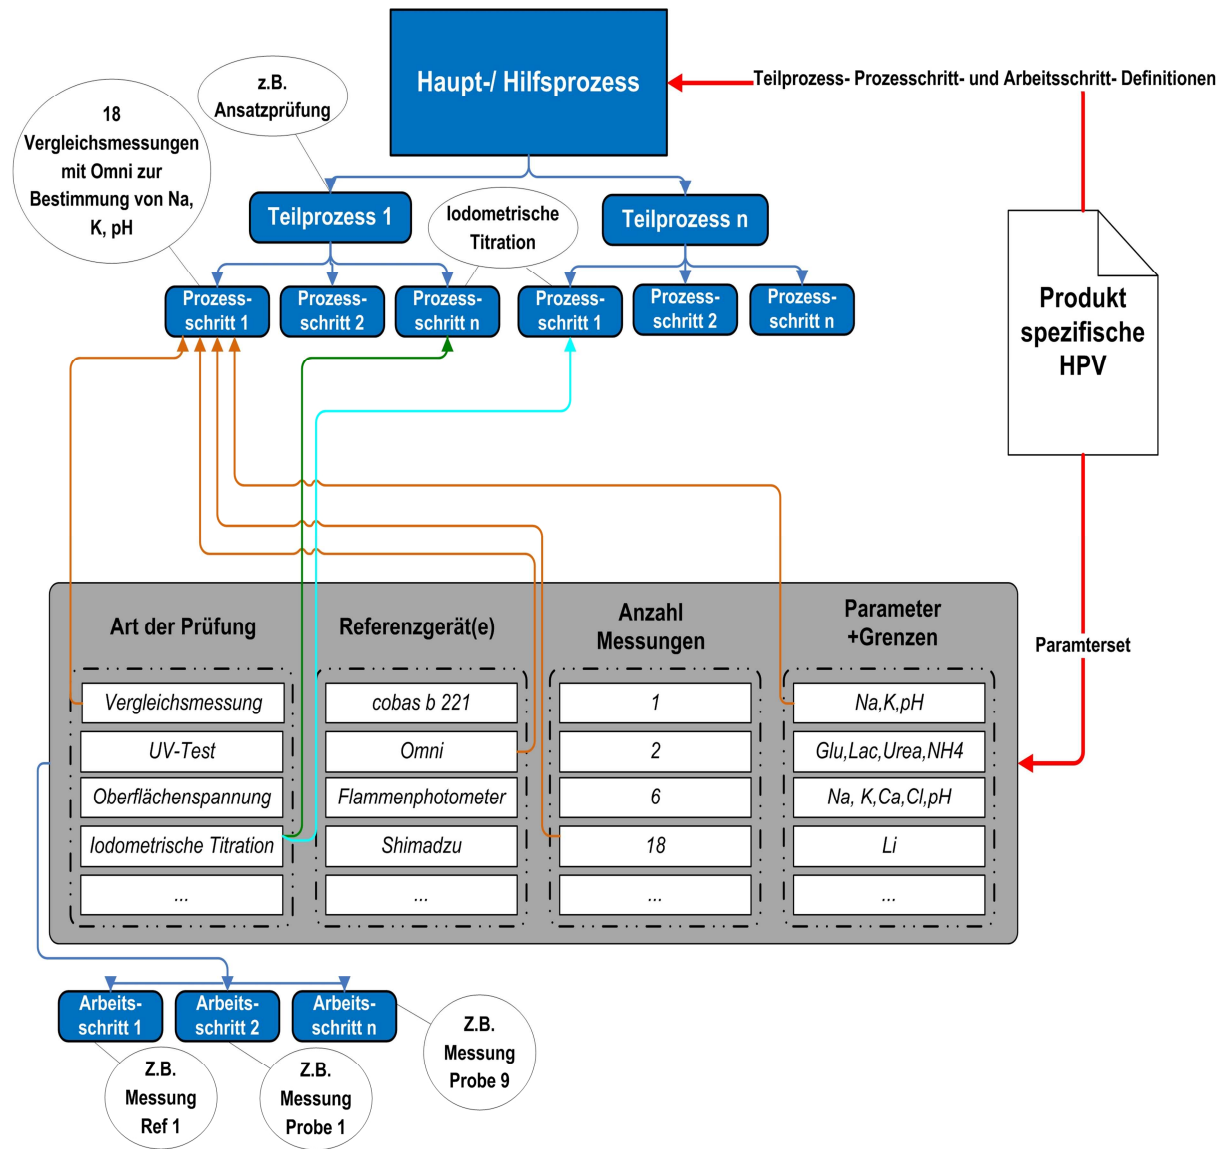 Haupt-/ Hilfsprozess
Teilprozess- Prozesschritt- und Arbeitsschritt- Definitionen
z.B.
Ansatzprüfung
18
Vergleichsmessungen
mit Omni zur
Bestimmung von Na,
K, pH
Teilprozess 1
Iodometrische
Titration
Teilprozess n
Prozess-
schritt 1
Prozess-
schritt 2
Prozess-
schritt n
Prozess-
schritt 1
Prozess-
schritt 2
Prozess-
schritt n
Produkt
spezifische
HPV
Paramterset
Art der Prüfung
Vergleichsmessung
UV-Test
Oberflächenspannung
Iodometrische Titration
...
Referenzgerät(e)
cobas b 221
Omni
Flammenphotometer
Shimadzu
...
Anzahl
Messungen
1
2
6
18
...
Parameter
+Grenzen
Na,K,pH
Glu,Lac,Urea,NH4
Na, K,Ca,Cl,pH
Li
...
Arbeits-
schritt 1
Arbeits-
schritt 2
Arbeits-
schritt n
Z.B.
Messung
Ref 1
Z.B.
Messung
Probe 1
Z.B.
Messung
Probe 9